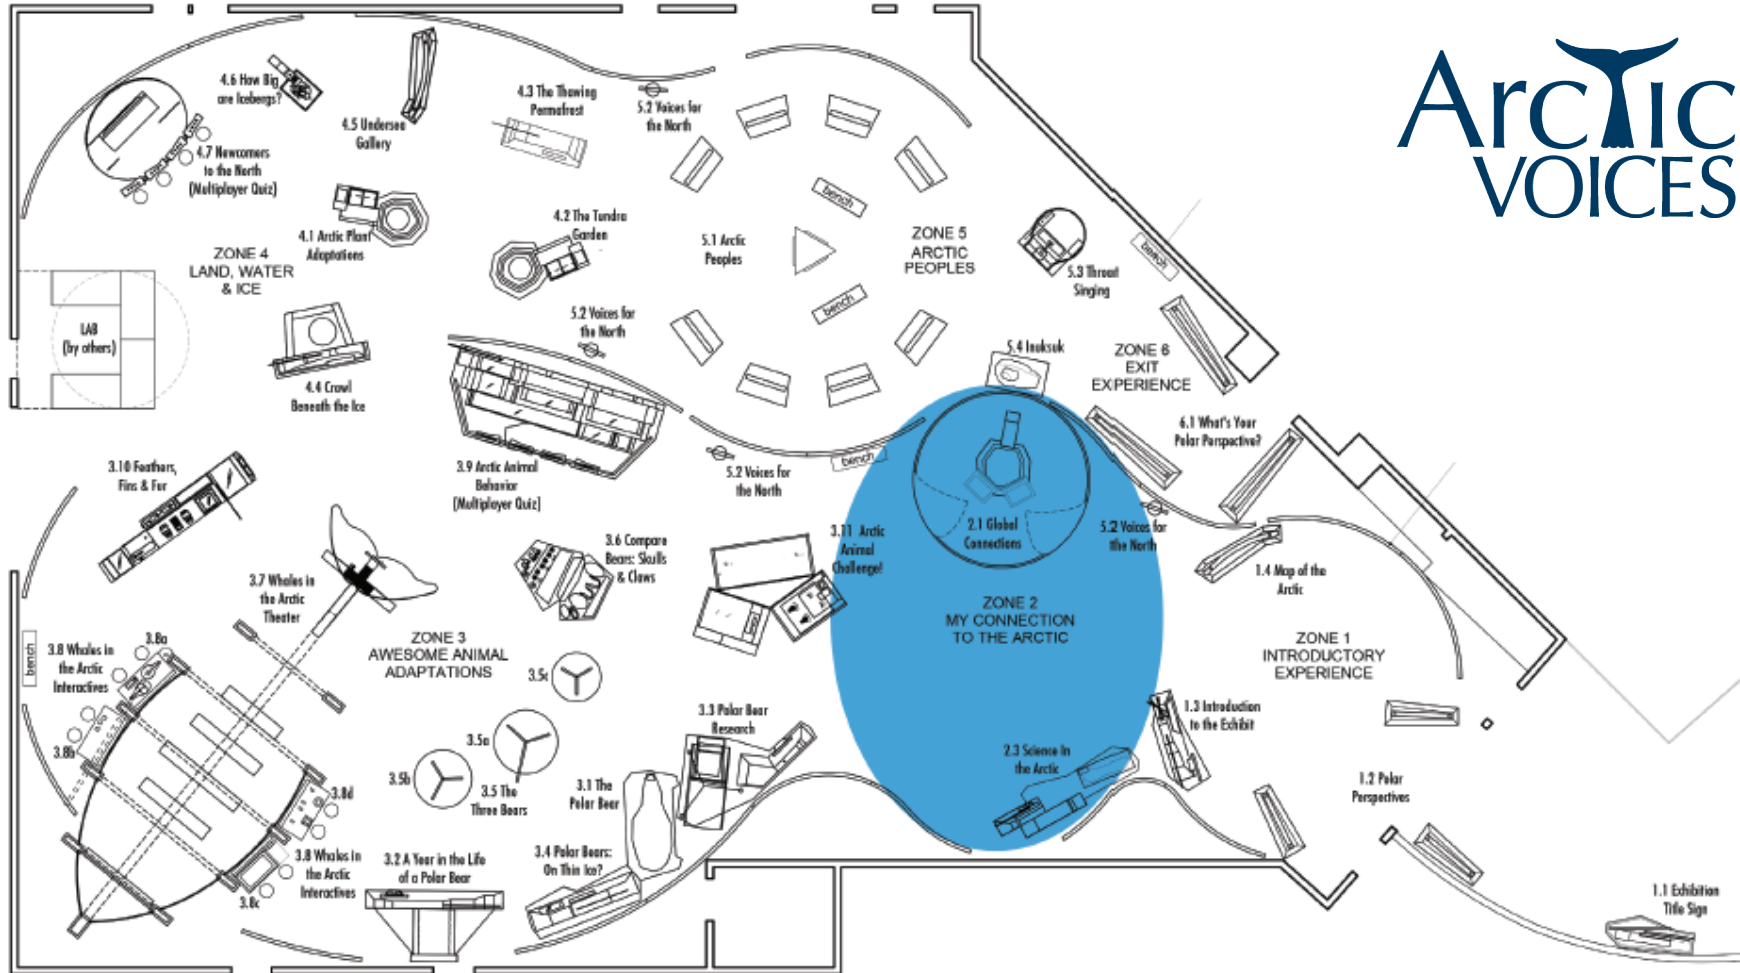 Arctic
VOICES
4.6 How Big
are Icebergs?
4.5 Undersea
Gallery
4.3 The Thawing
Permafrost
5.2 Voices for
the North
4.7 Newcomers
to the North
(Multiplayer Quiz)
4.1 Arctic Plant
Adaptations
4.2 The Tundra
Garden
ZONE 4
LAND, WATER
& ICE
5.1 Arctic
Peoples
bench
bench
ZONE 5
ARCTIC
PEOPLES
5.3 Throat
Singing
bench
LAB
(by others)
4.4 Crawl
Beneath the Ice
5.2 Voices for
the North
5.4 Inuksuk
ZONE 6
EXIT
EXPERIENCE
6.1 What's Your
Polar Perspective?
3.10 Feathers,
Fins & Fur
3.9 Arctic Animal
Behavior
(Multiplayer Quiz)
5.2 Voices for
the North
bench
2.1 Global
Connections
5.2 Voices for
the North
3.11 Arctic
Animal
Challenge!
3.6 Compare
Bears: Skulls
& Claws
3.7 Whales in
the Arctic
Theater
1.4 Map of the
Arctic
ZONE 2
MY CONNECTION
TO THE ARCTIC
ZONE 1
INTRODUCTORY
EXPERIENCE
ZONE 3
AWESOME ANIMAL
ADAPTATIONS
bench
3.8 Whales in
the Arctic
Interactives
3.8a
3.8b
3.5c
3.5a
3.5b
3.5 The
Three Bears
3.3 Polar Bear
Research
3.1 The
Polar Bear
1.3 Introduction
to the Exhibit
2.3 Science In
the Arctic
1.2 Polar
Perspectives
3.8d
3.8 Whales in
the Arctic
Interactives
3.8c
3.2 A Year in the Life
of a Polar Bear
3.4 Polar Bears:
On Thin Ice?
1.1 Exhibition
Title Sign